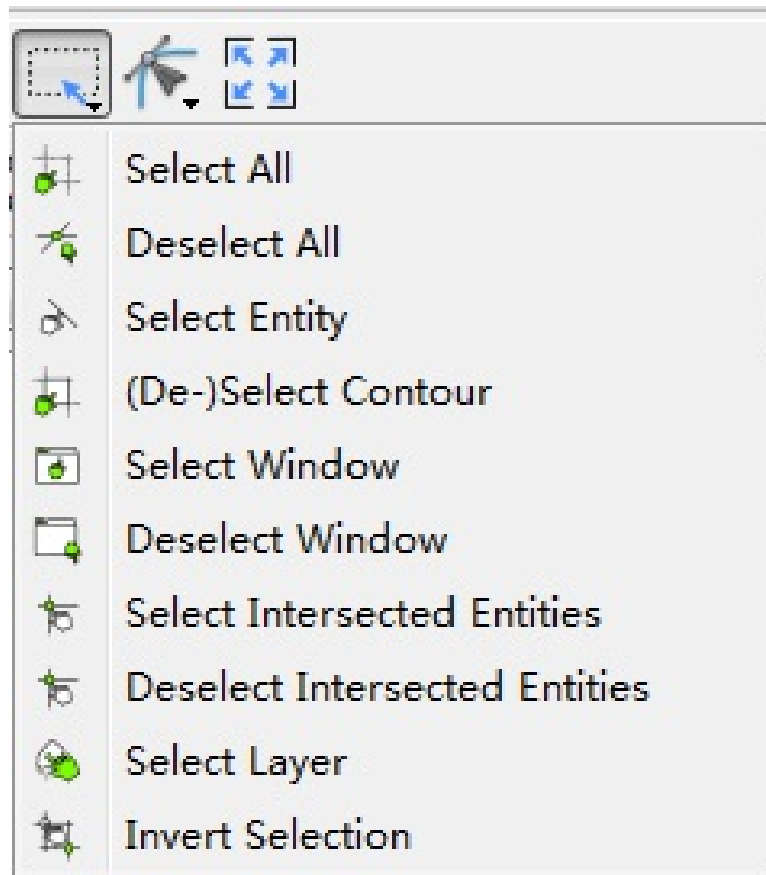 Select All
Deselect All
Select Entity
(De-)Select Contour
Select Window
Deselect Window
Select Intersected Entities
Deselect Intersected Entities
Select Layer
Invert Selection